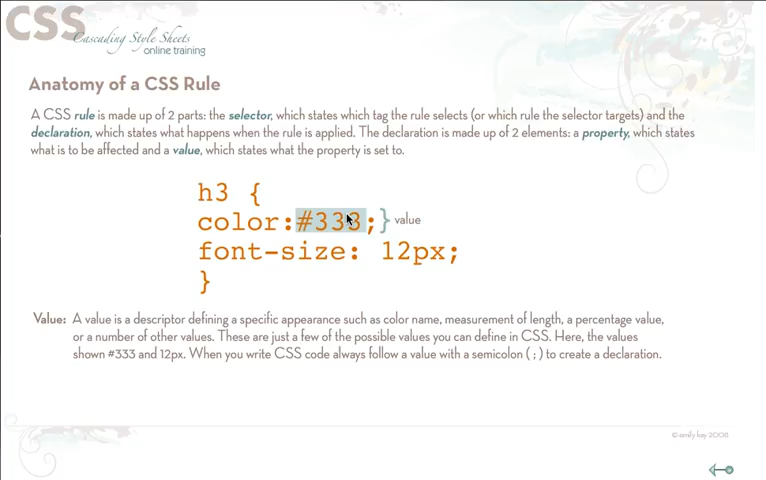 CSS
Cascading Style Sheets
online training
Anatomy of a CSS Rule
A CSS rule is made up of 2 parts: the selector, which states which tag the rule selects (or which rule the selector targets) and the
declaration, which states what happens when the rule is applied. The declaration is made up of 2 elements: a property, which states
what is to be affected and a value, which states what the property is set to.
h3 {
color:#333;} value
font-size: 12px;
}
Value: A value is a descriptor defining a specific appearance such as color name, measurement of length, a percentage value,
or a number of other values. These are just a few of the possible values you can define in CSS. Here, the values
shown #333 and 12px. When you write CSS code always follow a value with a semicolon ( ; ) to create a declaration.
© emily kay 2008